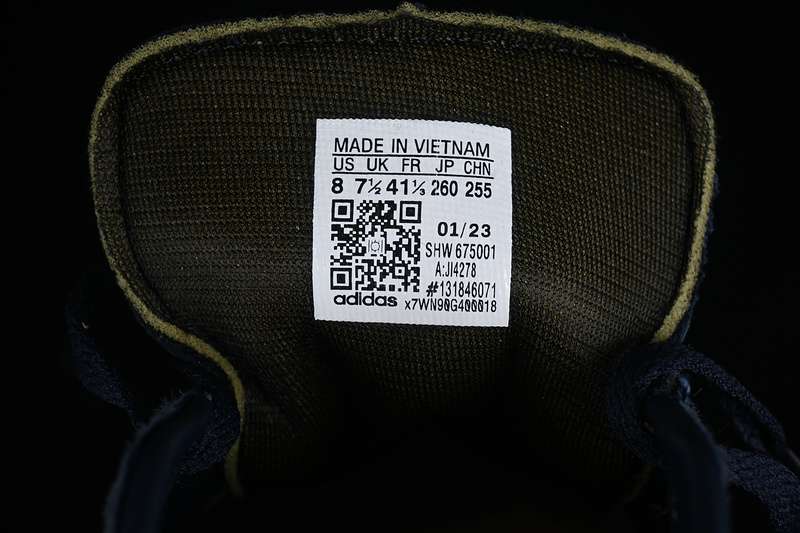 MADE IN VIETNAM
US UK FR JP CHN
8 7½ 41⅓ 260 255
01/23
SHW 675001
A:JI4278
#131846071
adidas x7WN90G400018